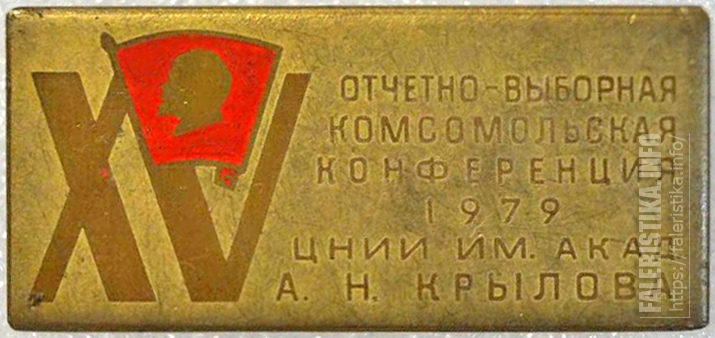 XV
ОТЧЕТНО-ВЫБОРНАЯ
КОМСОМОЛЬСКАЯ
КОНФЕРЕНЦИЯ
1979
ЦНИИ ИМ. АКАД
А. Н. КРЫЛОВА
FALERISTIKA.INFO
https://faleristika.info/